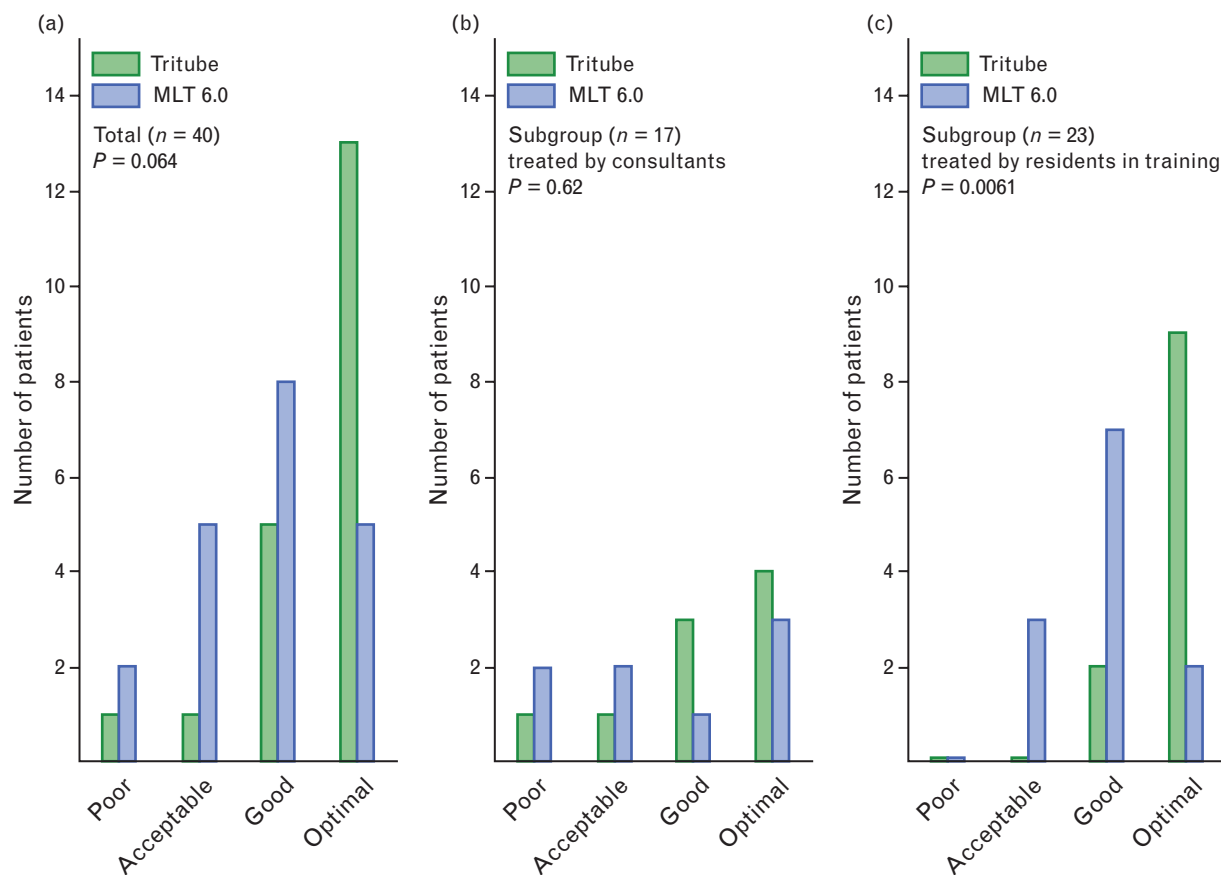 (a)
Tritube
MLT 6.0
Total (n = 40)
P = 0.064
14
12
10
8
6
4
2
Number of patients
Poor
Acceptable
Good
Optimal
(b)
Tritube
MLT 6.0
Subgroup (n = 17)
treated by consultants
P = 0.62
14
12
10
8
6
4
2
Number of patients
Poor
Acceptable
Good
Optimal
(c)
Tritube
MLT 6.0
Subgroup (n = 23)
treated by residents in training
P = 0.0061
14
12
10
8
6
4
2
Number of patients
Poor
Acceptable
Good
Optimal